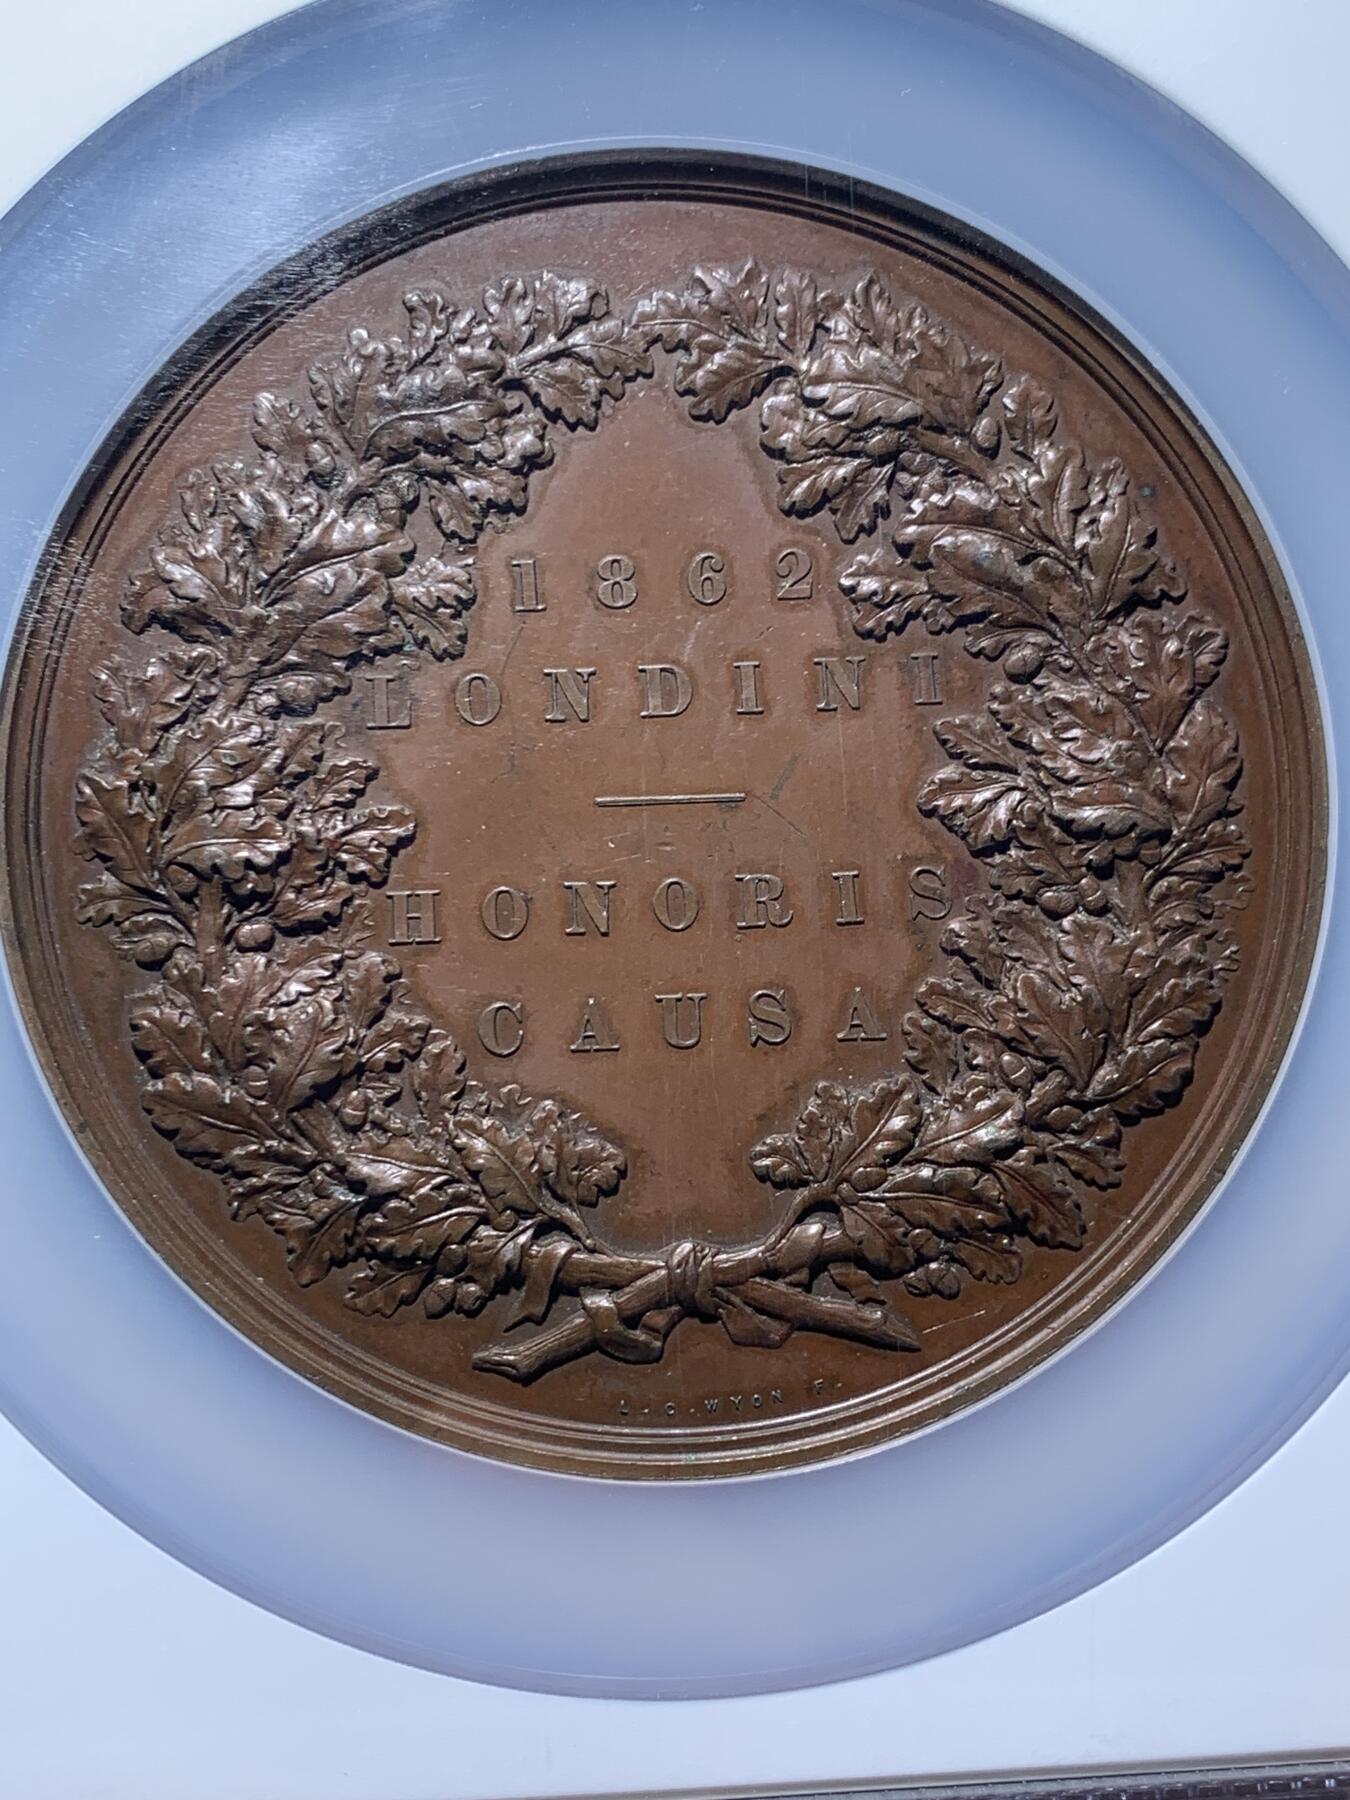 1862
LONDINI
HONORIS
CAUSA
L.C.WYON F.